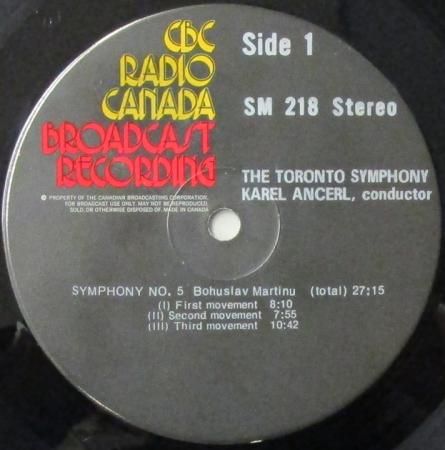 CBC
RADIO
CANADA
BROADCAST
RECORDING
® PROPERTY OF THE CANADIAN BROADCASTING CORPORATION,
FOR BROADCAST USE ONLY. MAY NOT BE REPRODUCED,
SOLD, OR OTHERWISE DISPOSED OF. MADE IN CANADA
Side 1
SM 218 Stereo
THE TORONTO SYMPHONY
KAREL ANCERL, conductor
SYMPHONY NO. 5 Bohuslav Martinu (total) 27:15
(I) First movement 8:10
(II) Second movement 7:55
(III) Third movement 10:42